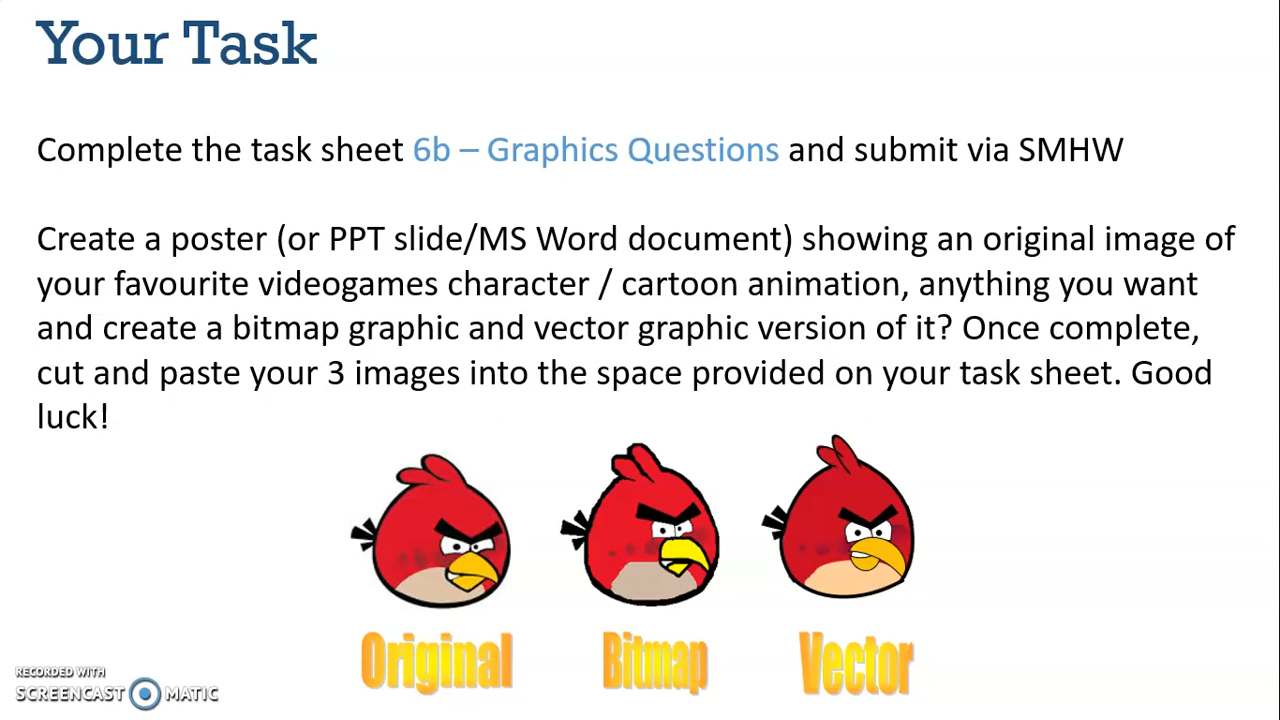 Your Task
Complete the task sheet 6b – Graphics Questions and submit via SMHW
Create a poster (or PPT slide/MS Word document) showing an original image of
your favourite videogames character / cartoon animation, anything you want
and create a bitmap graphic and vector graphic version of it? Once complete,
cut and paste your 3 images into the space provided on your task sheet. Good
luck!
Original Bitmap Vector
RECORDED WITH
SCREENCAST MATIC